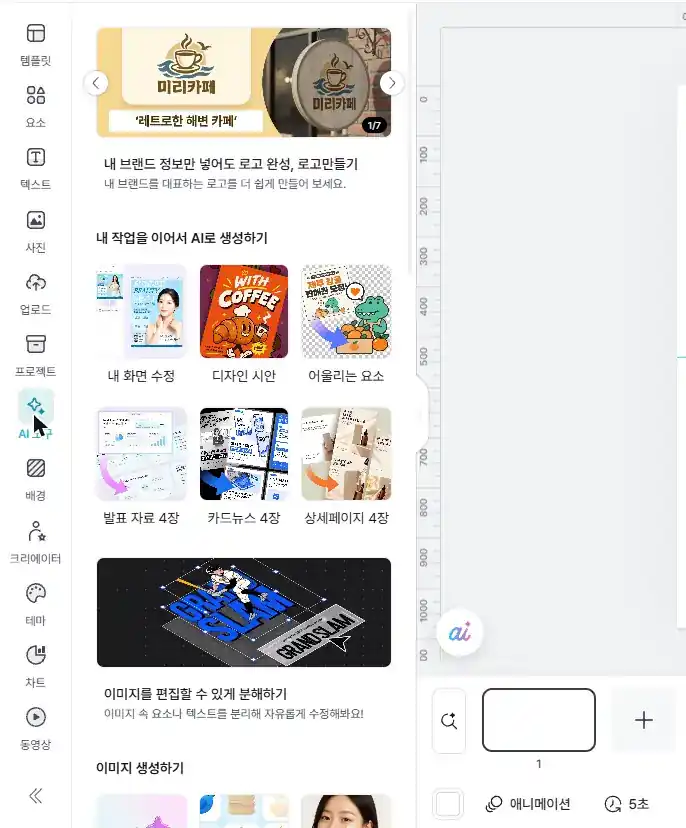 템플릿
요소
텍스트
사진
업로드
프로젝트
배경
크리에이터
테마
차트
동영상
미리카페
미리카페
'레트로한 해변 카페'
1/7
내 브랜드 정보만 넣어도 로고 완성, 로고만들기
내 브랜드를 대표하는 로고를 더 쉽게 만들어 보세요.
내 작업을 이어서 AI로 생성하기
WITH
COFFEE
내 화면 수정
디자인 시안
어울리는 요소
발표 자료 4장
카드뉴스 4장
상세페이지 4장
GRAND
SLAM
GRAND SLAM
이미지를 편집할 수 있게 분해하기
이미지 속 요소나 텍스트를 분리해 자유롭게 수정해봐요!
이미지 생성하기
0
100
200
300
400
500
700
800
900
1000
00
ai
1
애니메이션
5초